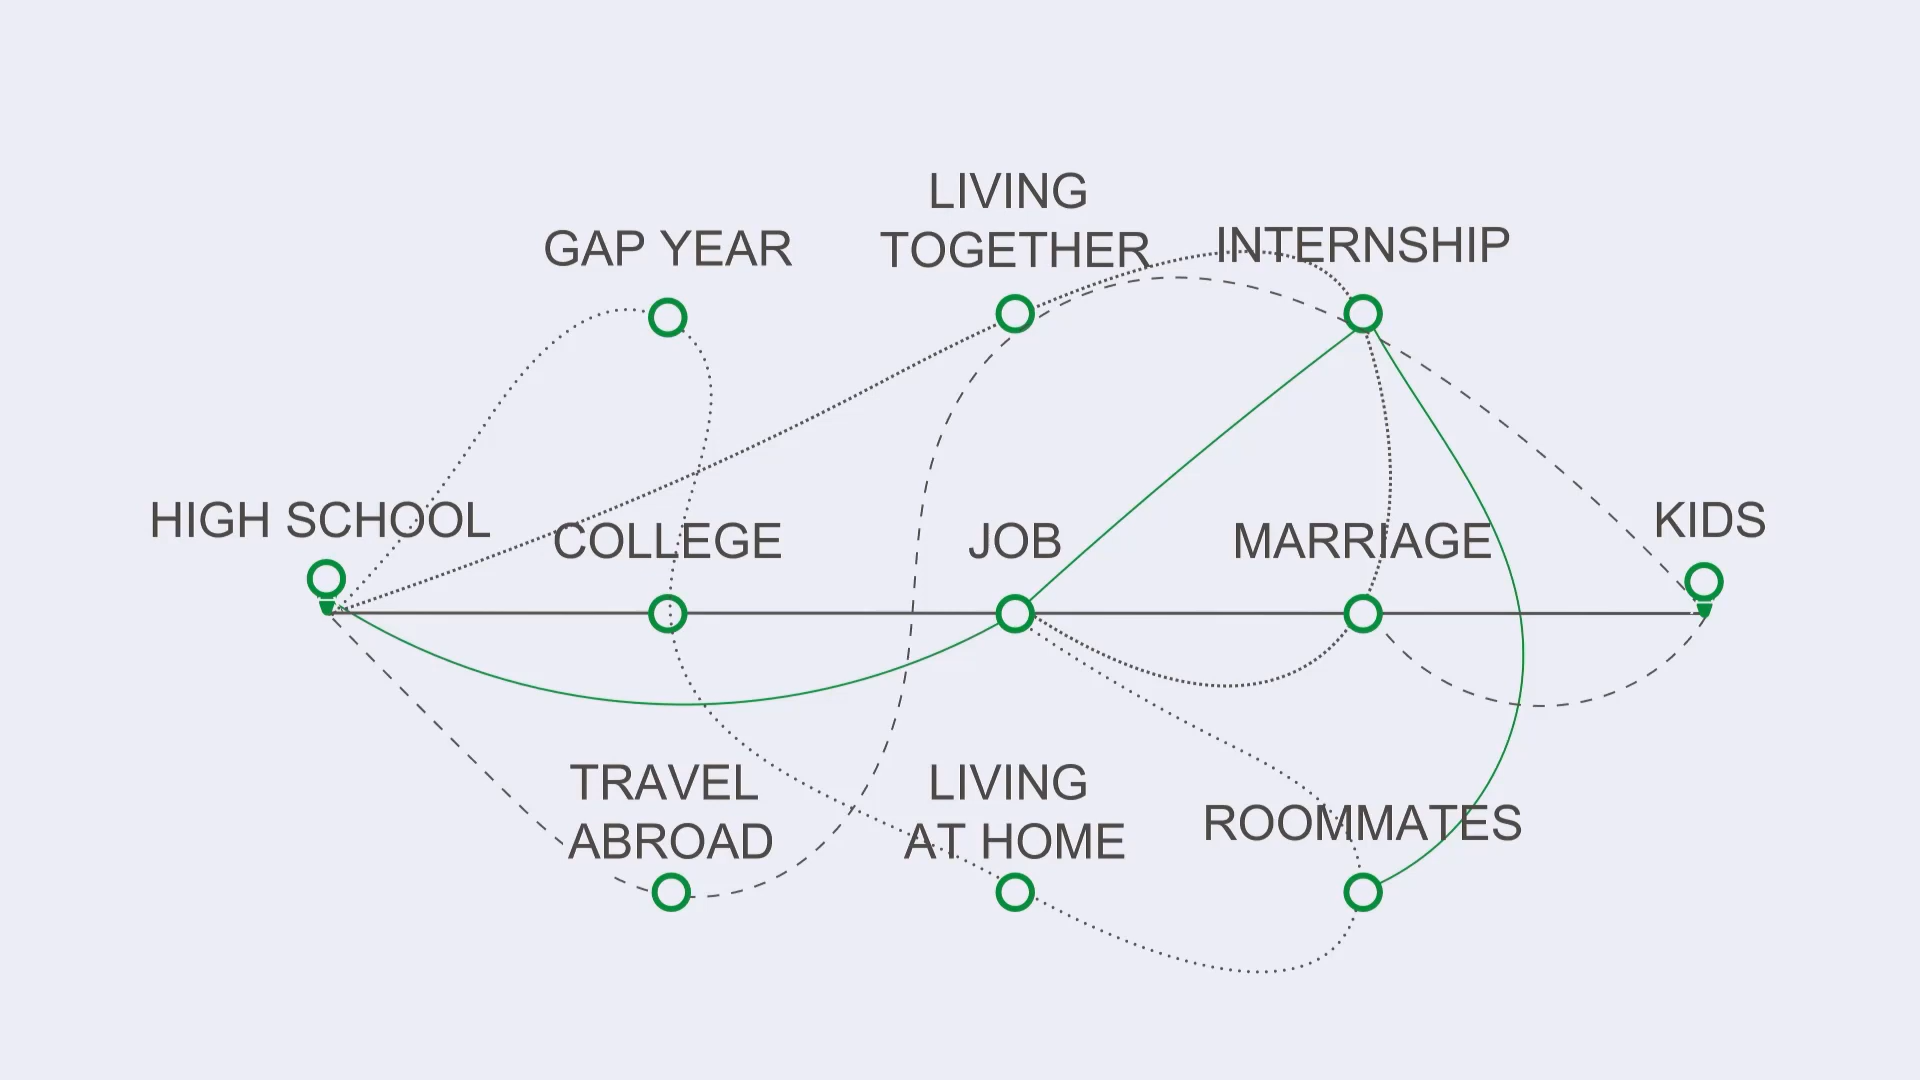 LIVING
TOGETHER
GAP YEAR
INTERNSHIP
HIGH SCHOOL
COLLEGE
JOB
MARRIAGE
KIDS
TRAVEL
ABROAD
LIVING
AT HOME
ROOMMATES